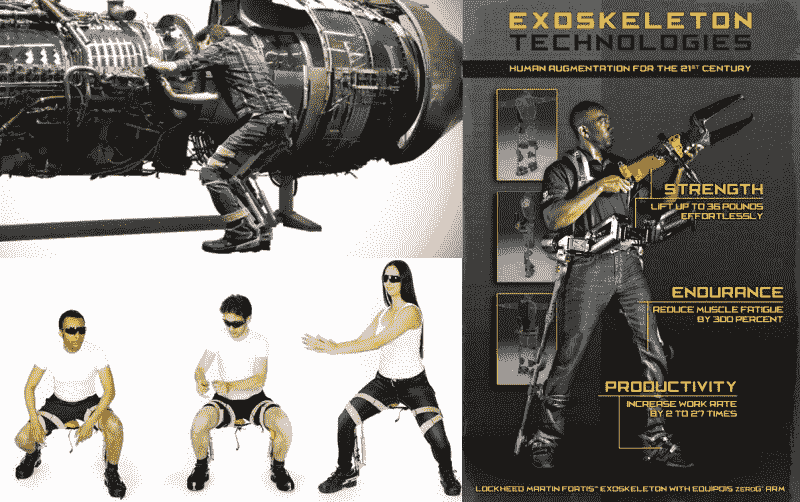 EXOSKELETON
TECHNOLOGIES
HUMAN AUGMENTATION FOR THE 21ST CENTURY
STRENGTH
LIFT UP TO 36 POUNDS
EFFORTLESSLY
ENDURANCE
REDUCE MUSCLE FATIGUE
BY 300 PERCENT
PRODUCTIVITY
INCREASE WORK RATE
BY 2 TO 27 TIMES
LOCKHEED MARTIN FORTIS™ EXOSKELETON WITH EQUIPOIS ZEROG® ARM